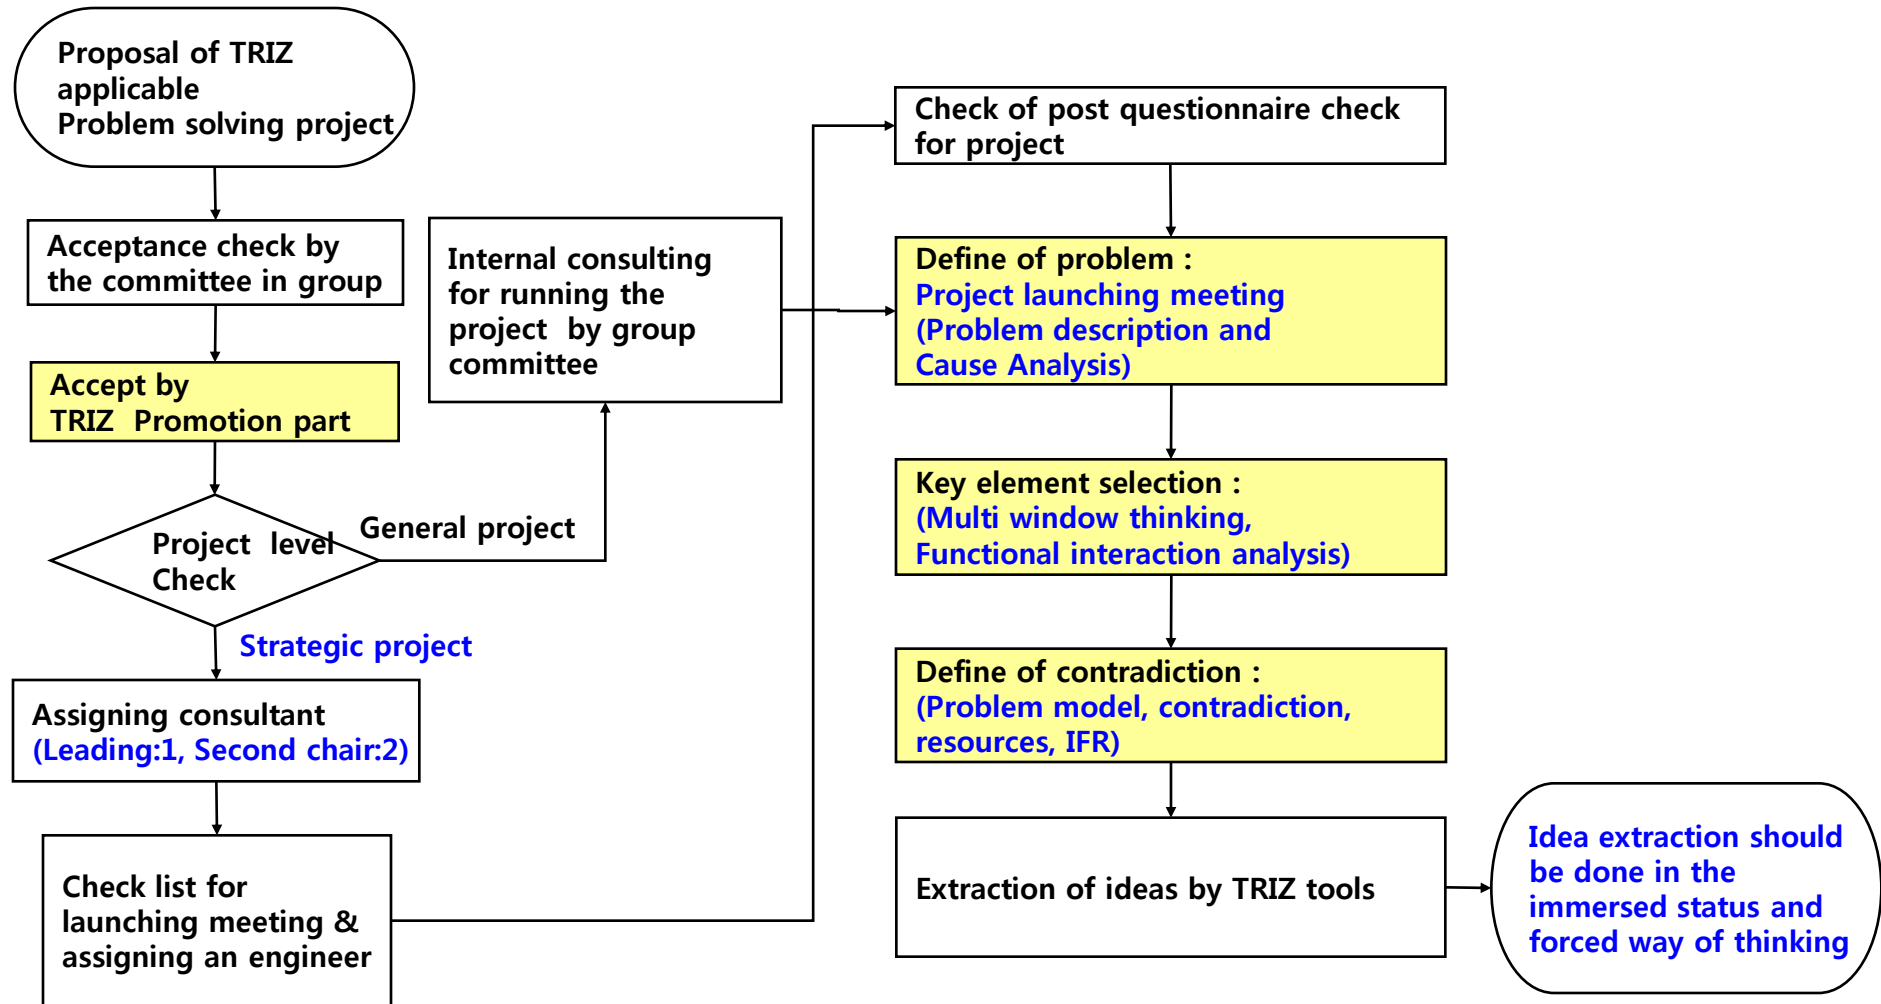 Proposal of TRIZ
applicable
Problem solving project
Acceptance check by
the committee in group
Accept by
TRIZ Promotion part
Project level
Check
General project
Strategic project
Assigning consultant
(Leading:1, Second chair:2)
Check list for
launching meeting &
assigning an engineer
Internal consulting
for running the
project by group
committee
Check of post questionnaire check
for project
Define of problem :
Project launching meeting
(Problem description and
Cause Analysis)
Key element selection :
(Multi window thinking,
Functional interaction analysis)
Define of contradiction :
(Problem model, contradiction,
resources, IFR)
Extraction of ideas by TRIZ tools
Idea extraction should
be done in the
immersed status and
forced way of thinking